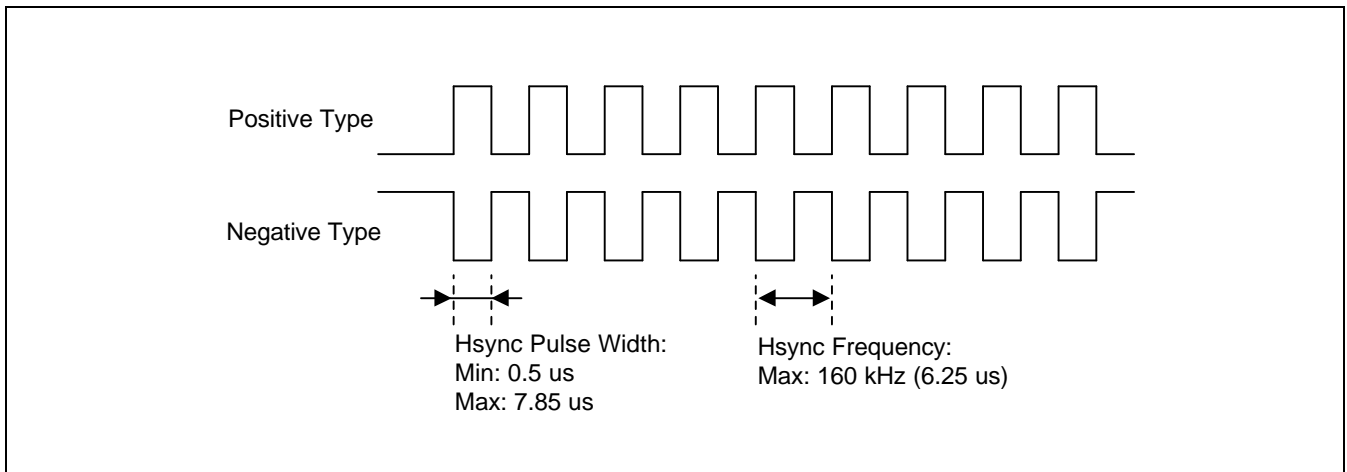 Positive Type
Negative Type
Hsync Pulse Width:
Min: 0.5 us
Max: 7.85 us
Hsync Frequency:
Max: 160 kHz (6.25 us)